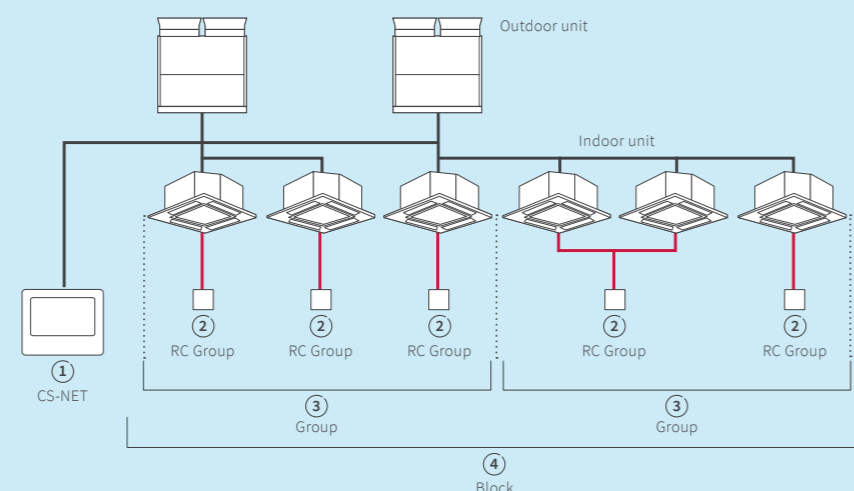 Outdoor unit
Indoor unit
2 2 2 2 2
RC Group RC Group RC Group RC Group RC Group
1
CS-NET
3 3
Group Group
4
Block